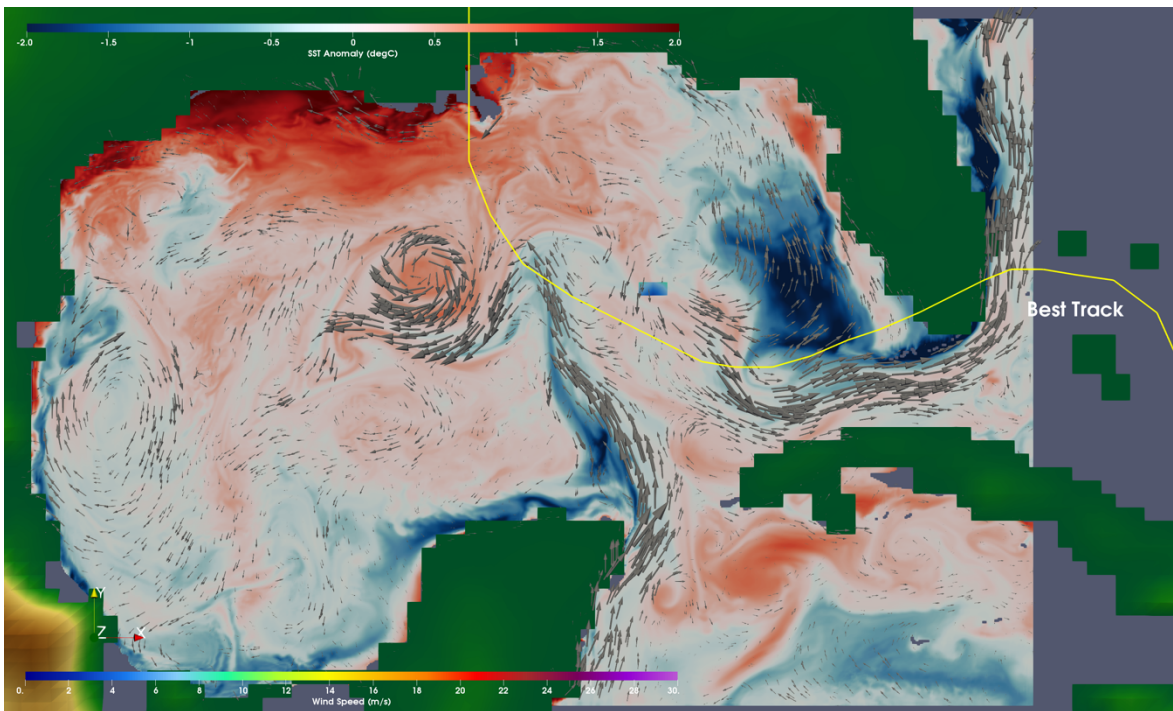 -2.0 -1.5 -1 -0.5 0 0.5 1 1.5 2.0
SST Anomaly (degC)
Best Track
Y
Z X
0. 2 4 6 8 10 12 14 16 18 20 22 24 26 28 30.
Wind Speed (m/s)